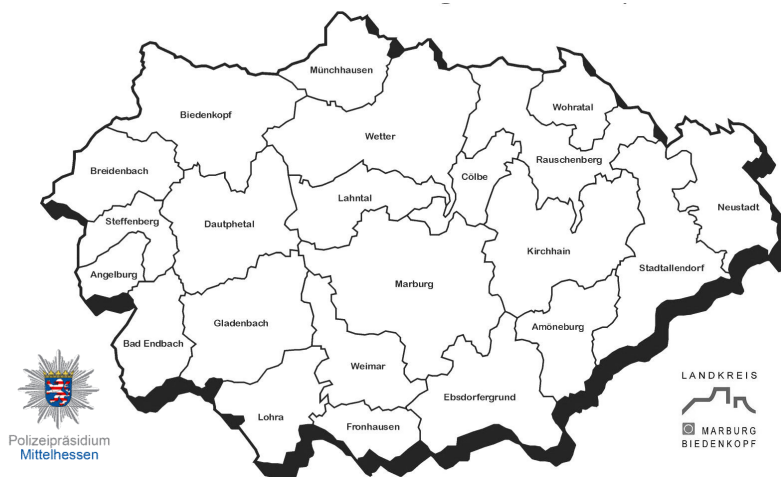 Münchhausen
Biedenkopf
Wohratal
Wetter
Breidenbach
Rauschenberg
Cölbe
Lahntal
Neustadt
Steffenberg
Dautphetal
Kirchhain
Angelburg
Stadtallendorf
Marburg
Gladenbach
Amöneburg
Bad Endbach
Weimar
Ebsdorfergrund
Lohra
Fronhausen
Polizeipräsidium
Mittelhessen
LANDKREIS
MARBURG
BIEDENKOPF